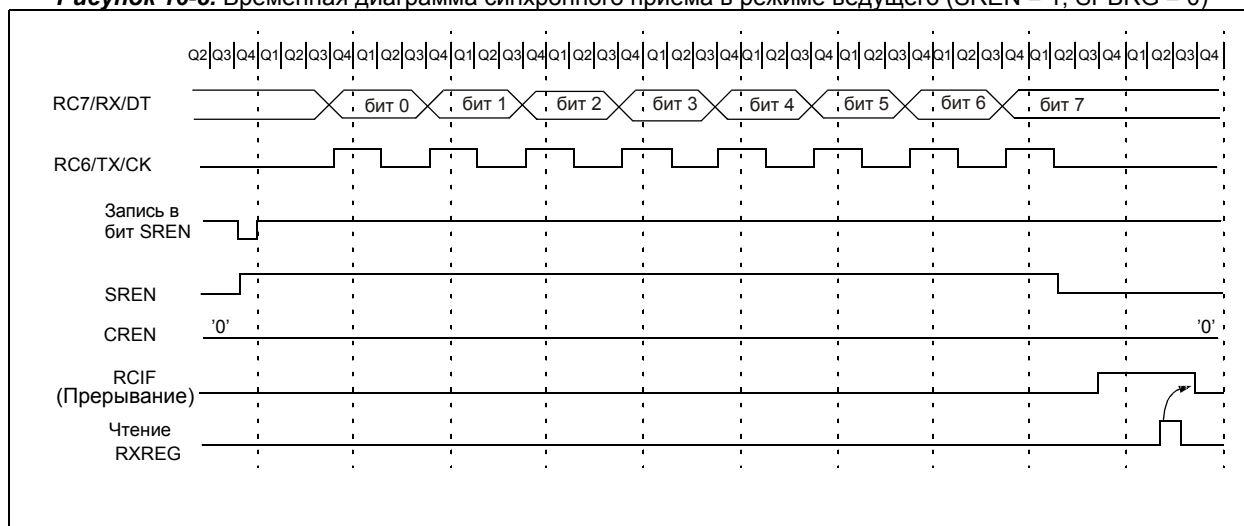 Рисунок Временная диаграмма синхронного приема в режиме ведущего (SREN = 1, SPBRG = 0)
Q2 Q3 Q4 Q1 Q2 Q3 Q4 Q1 Q2 Q3 Q4 Q1 Q2 Q3 Q4 Q1 Q2 Q3 Q4 Q1 Q2 Q3 Q4 Q1 Q2 Q3 Q4 Q1 Q2 Q3 Q4 Q1 Q2 Q3 Q4 Q1 Q2 Q3 Q4 Q1 Q2 Q3 Q4
RC7/RX/DT бит 0 бит 1 бит 2 бит 3 бит 4 бит 5 бит 6 бит 7
RC6/TX/CK
Запись в
бит SREN
SREN
CREN '0' '0'
RCIF
(Прерывание)
Чтение
RXREG